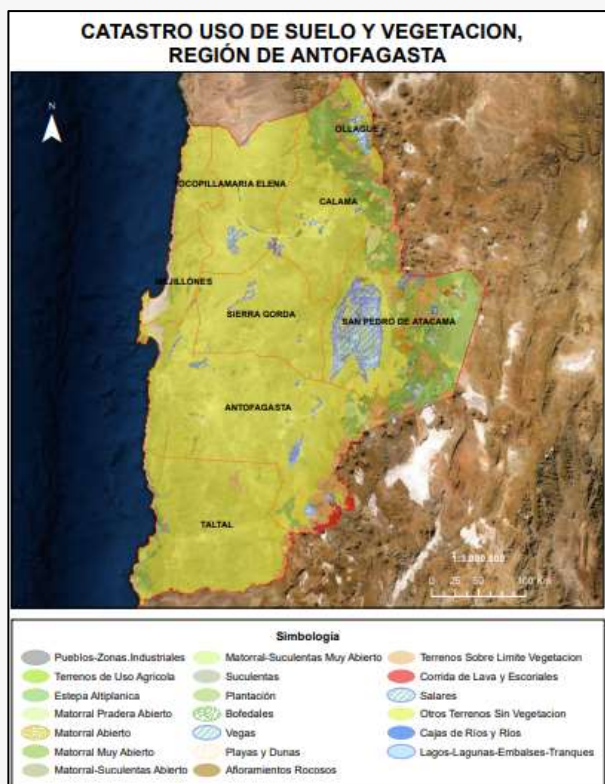 CATASTRO USO DE SUELO Y VEGETACION,
REGIÓN DE ANTOFAGASTA
N
OLLAGUE
TOCOPILLAMARIA ELENA
CALAMA
MEJILLONES
SIERRA GORDA
SAN PEDRO DE ATACAMA
ANTOFAGASTA
TALTAL
0 25 50 100 Km
Simbología
Pueblos-Zonas.Industriales
Terrenos de Uso Agricola
Estepa Altiplanica
Matorral Pradera Abierto
Matorral Abierto
Matorral Muy Abierto
Matorral-Suculentas Abierto
Matorral-Suculentas Muy Abierto
Suculentas
Plantación
Bofedales
Vegas
Playas y Dunas
Afloramientos Rocosos
Terrenos Sobre Limite Vegetacion
Corrida de Lava y Escoriales
Salares
Otros Terrenos Sin Vegetacion
Cajas de Ríos y Ríos
Lagos-Lagunas-Embalses-Tranques